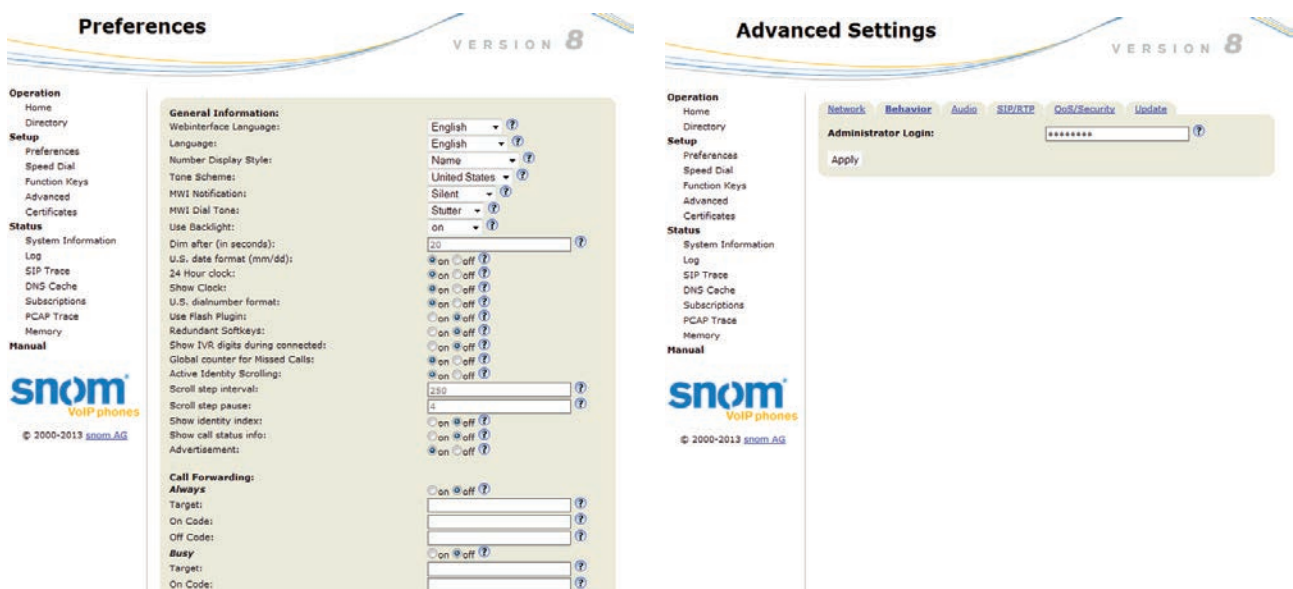 Preferences
VERSION 8
Operation
Home
Directory
Setup
Preferences
Speed Dial
Function Keys
Advanced
Certificates
Status
System Information
Log
SIP Trace
DNS Cache
Subscriptions
PCAP Trace
Memory
Manual
snom
VoIP phones
© 2000-2013 snom AG
General Information:
Webinterface Language: English
Language: English
Number Display Style: Name
Tone Scheme: United States
MWI Notification: Silent
MWI Dial Tone: Stutter
Use Backlight: on
Dim after (in seconds): 20
U.S. date format (mm/dd): on off
24 Hour clock: on off
Show Clock: on off
U.S. dialnumber format: on off
Use Flash Plugin: on off
Redundant Softkeys: on off
Show IVR digits during connected: on off
Global counter for Missed Calls: on off
Active Identity Scrolling: on off
Scroll step interval: 250
Scroll step pause: 4
Show identity index: on off
Show call status info: on off
Advertisement: on off
Call Forwarding:
Always on off
Target:
On Code:
Off Code:
Busy on off
Target:
On Code:
Advanced Settings
VERSION 8
Operation
Home
Directory
Setup
Preferences
Speed Dial
Function Keys
Advanced
Certificates
Status
System Information
Log
SIP Trace
DNS Cache
Subscriptions
PCAP Trace
Memory
Manual
snom
VoIP phones
© 2000-2013 snom AG
Network Behavior Audio SIP/RTP QoS/Security Update
Administrator Login: ********
Apply